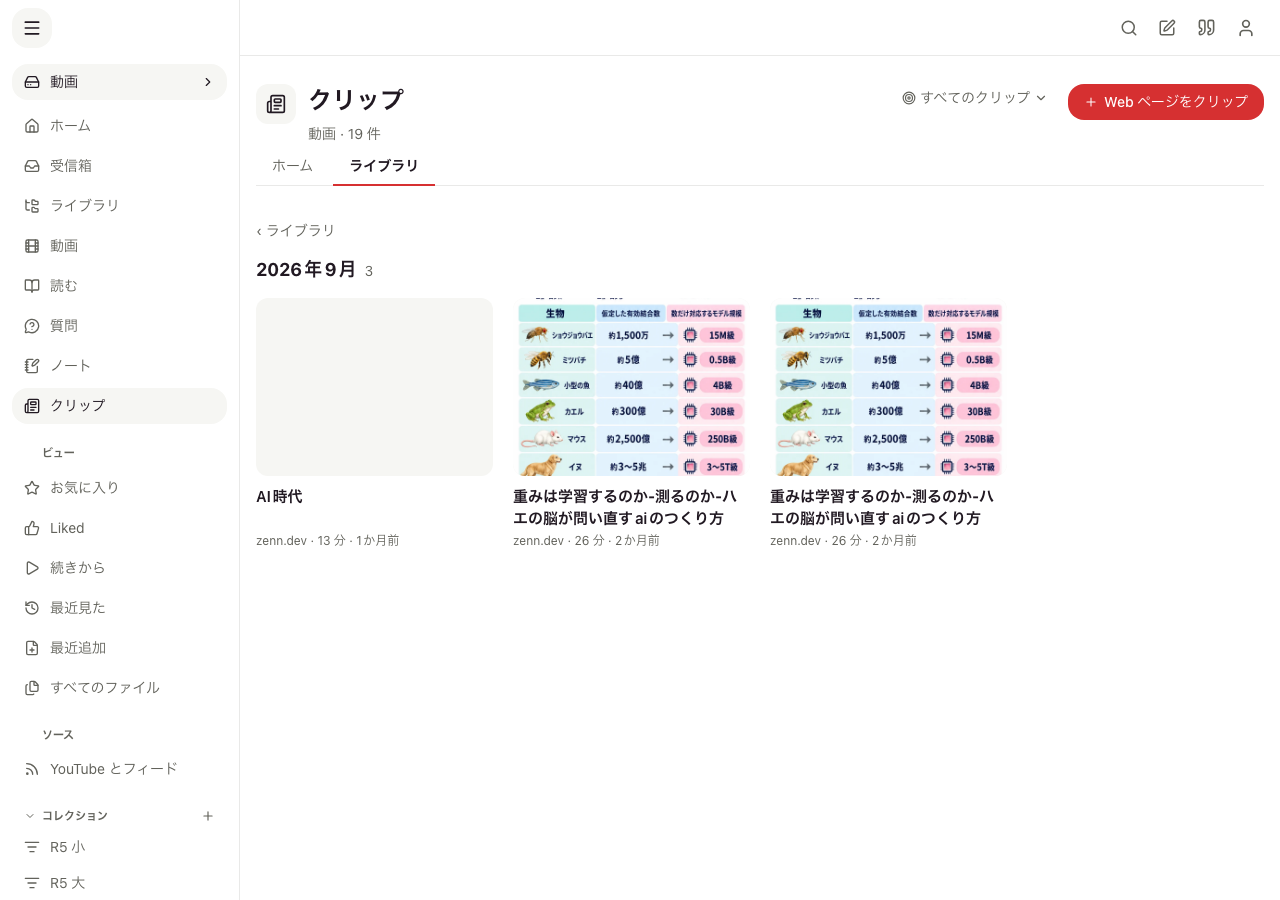 動画
ホーム
受信箱
ライブラリ
動画
読む
質問
ノート
クリップ
ビュー
お気に入り
Liked
続きから
最近見た
最近追加
すべてのファイル
ソース
YouTube とフィード
コレクション
R5 小
R5 大
クリップ
動画 · 19 件
すべてのクリップ
Web ページをクリップ
ホーム
ライブラリ
‹ ライブラリ
2026年9月 3
AI時代
zenn.dev · 13 分 · 1か月前
生物 仮定した有効結合数 数だけ対応するモデル規模
ショウジョウバエ 約1,500万 → 15M級
ミツバチ 約5億 → 0.5B級
小型の魚 約40億 → 4B級
カエル 約300億 → 30B級
マウス 約2,500億 → 250B級
イヌ 約3〜5兆 → 3〜5T級
重みは学習するのか-測るのか-ハ
エの脳が問い直すaiのつくり方
zenn.dev · 26 分 · 2か月前
生物 仮定した有効結合数 数だけ対応するモデル規模
ショウジョウバエ 約1,500万 → 15M級
ミツバチ 約5億 → 0.5B級
小型の魚 約40億 → 4B級
カエル 約300億 → 30B級
マウス 約2,500億 → 250B級
イヌ 約3〜5兆 → 3〜5T級
重みは学習するのか-測るのか-ハ
エの脳が問い直すaiのつくり方
zenn.dev · 26 分 · 2か月前